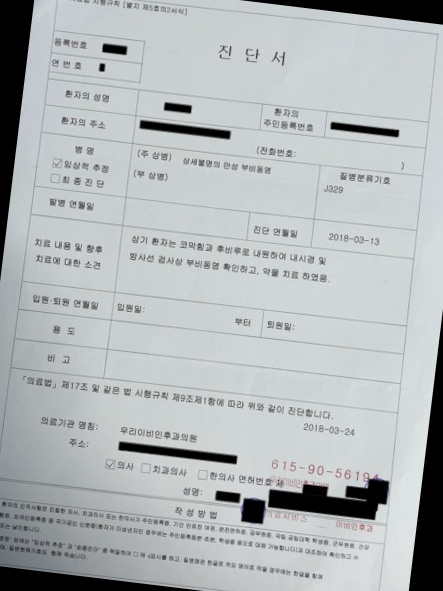 시행규칙 [별지 제5호의2서식]
진 단 서
등록번호
연 번 호
환자의 성명
환자의
주민등록번호
환자의 주소
(전화번호: )
병 명
☑임상적 추정
☐최 종 진 단
(주 상병) 상세불명의 만성 부비동염
(부 상병)
질병분류기호
J329
발병 연월일
진단 연월일
2018-03-13
치료 내용 및 향후
치료에 대한 소견
상기 환자는 코막힘과 후비루로 내원하여 내시경 및
방사선 검사상 부비동염 확인하고, 약물 치료 하였음.
입원·퇴원 연월일
입원일: 부터
퇴원일:
용 도
비 고
「의료법」 제17조 및 같은 법 시행규칙 제9조제1항에 따라 위와 같이 진단합니다.
2018-03-24
의료기관 명칭: 우리이비인후과의원
주소:
☑의사 ☐치과의사 ☐한의사 면허번호 제
615-90-56194
성명:
의료서비스 이비인후과
작 성 방 법